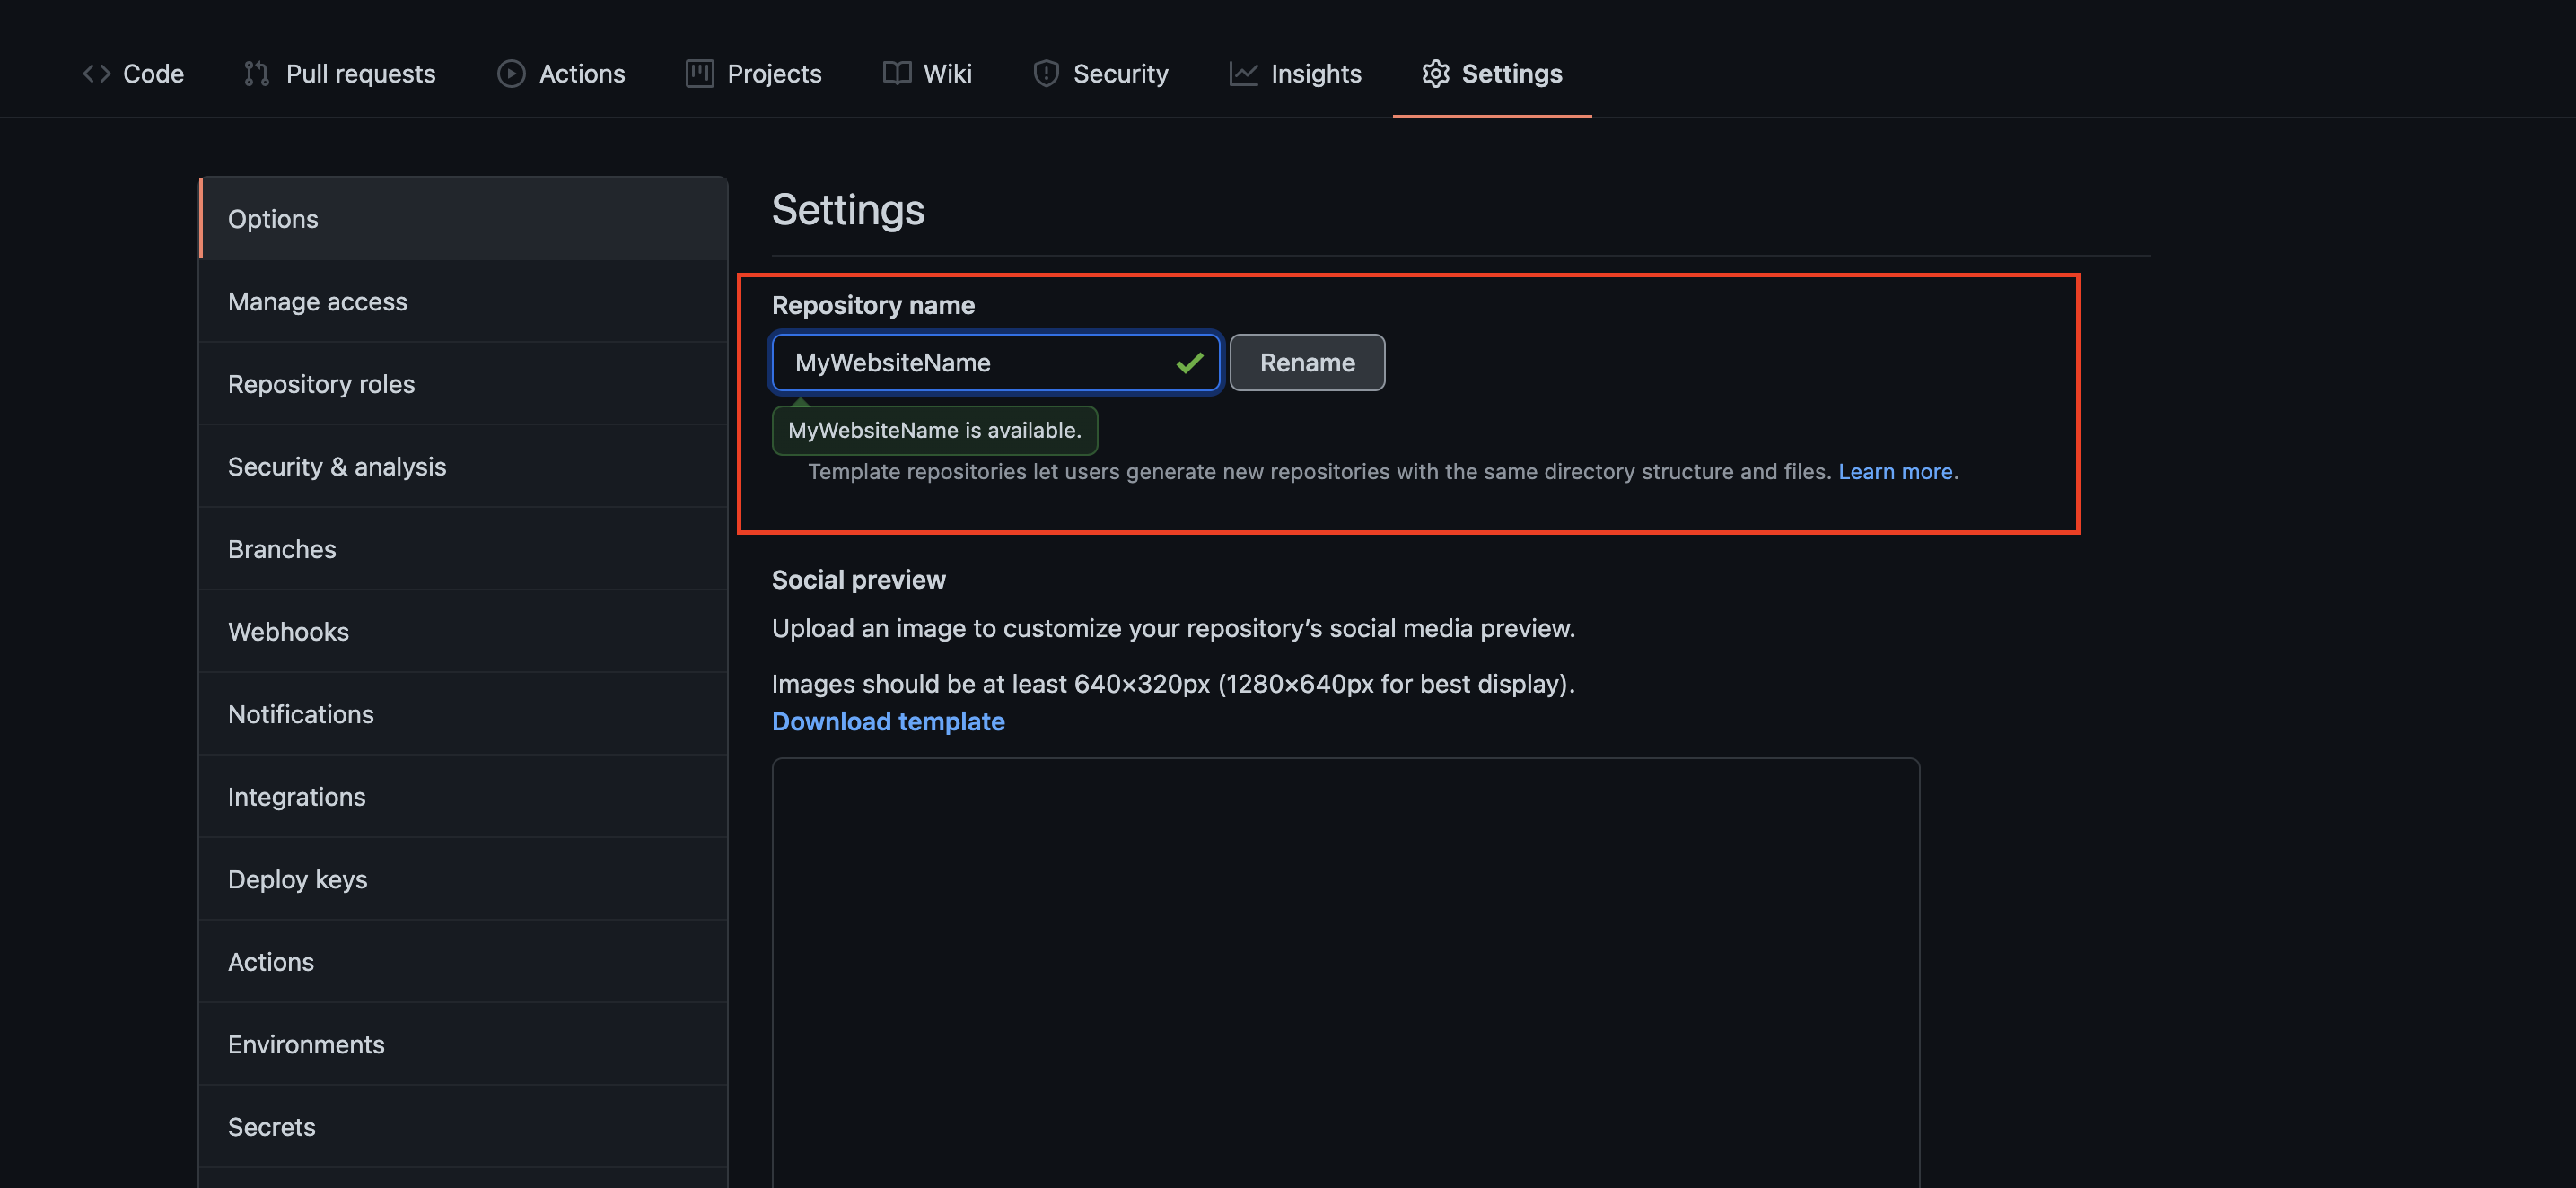 Code Pull requests Actions Projects Wiki Security Insights Settings
Options
Manage access
Repository roles
Security & analysis
Branches
Webhooks
Notifications
Integrations
Deploy keys
Actions
Environments
Secrets
Settings
Repository name
MyWebsiteName Rename
MyWebsiteName is available.
Template repositories let users generate new repositories with the same directory structure and files. Learn more.
Social preview
Upload an image to customize your repository’s social media preview.
Images should be at least 640×320px (1280×640px for best display).
Download template